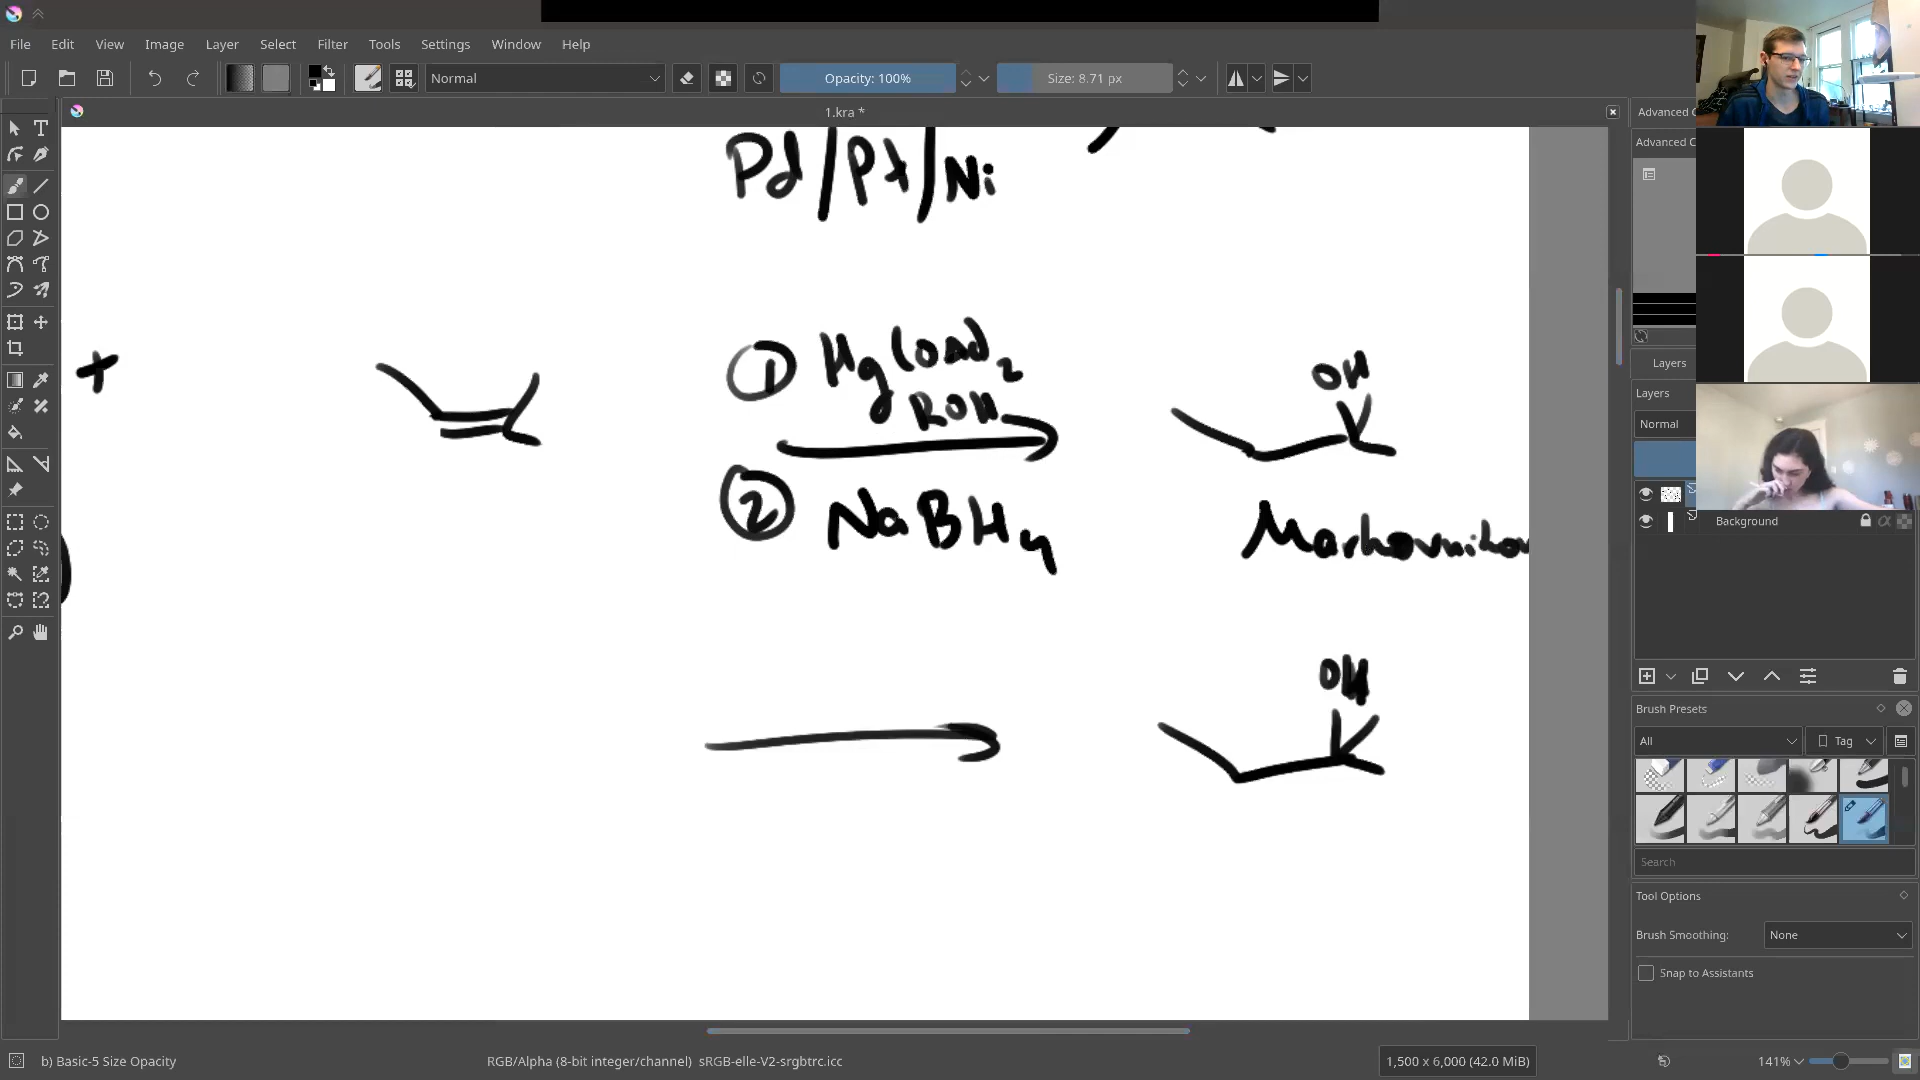 File Edit View Image Layer Select Filter Tools Settings Window Help
Normal
Opacity: 100%
Size: 8.71 px
1.kra *
Advanced C
Advanced C
Pd/Pt/Ni
+
① Hg(OAc)2
ROH
② NaBH4
OH
Markovnikov
OH
Layers
Layers
Normal
Background
Brush Presets
All
Tag
Search
Tool Options
Brush Smoothing:
None
Snap to Assistants
b) Basic-5 Size Opacity
RGB/Alpha (8-bit integer/channel) sRGB-elle-V2-srgbtrc.icc
1,500 x 6,000 (42.0 MiB)
141%